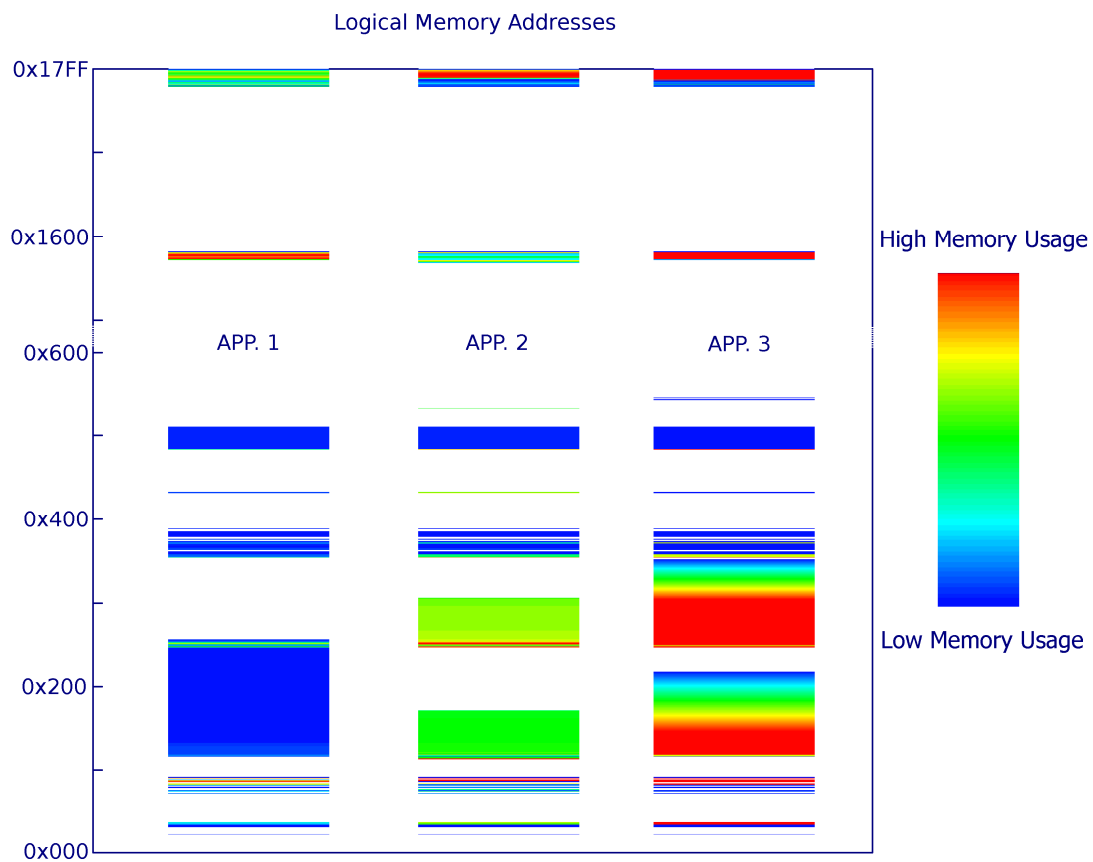 Logical Memory Addresses
0x17FF
0x1600
High Memory Usage
APP. 1
APP. 2
APP. 3
0x600
0x400
Low Memory Usage
0x200
0x000